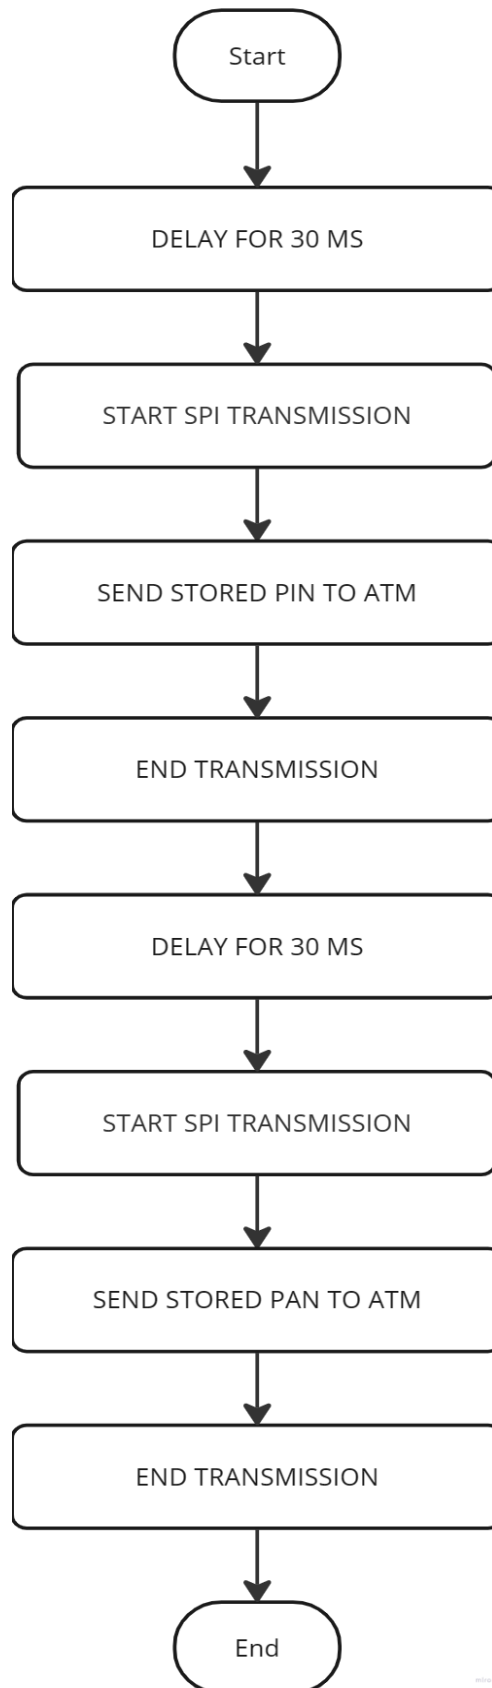 Start
DELAY FOR 30 MS
START SPI TRANSMISSION
SEND STORED PIN TO ATM
END TRANSMISSION
DELAY FOR 30 MS
START SPI TRANSMISSION
SEND STORED PAN TO ATM
END TRANSMISSION
End
miro